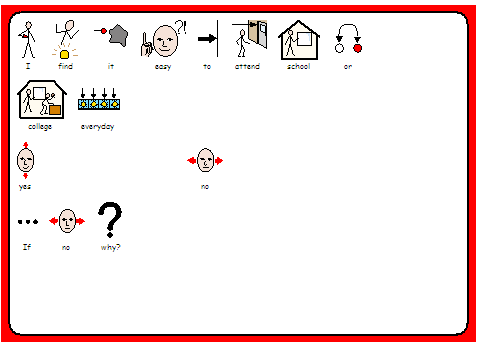 I find it easy to attend school or
college everyday
yes no
If no why?